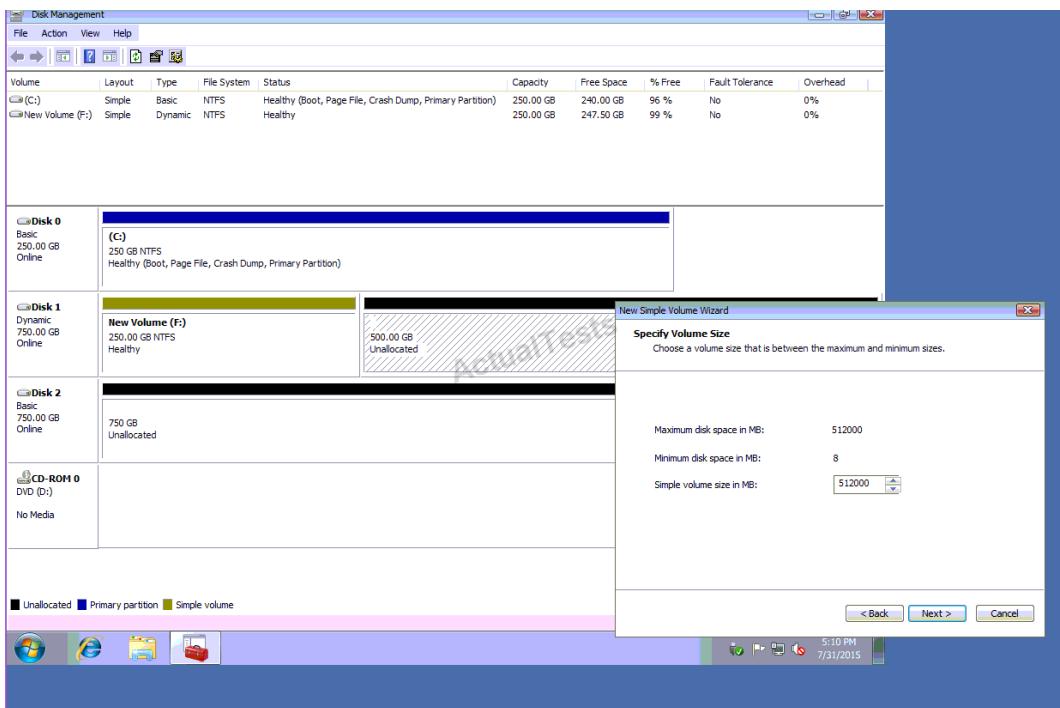 Disk Management
File Action View Help
Volume Layout Type File System Status Capacity Free Space % Free Fault Tolerance Overhead
(C:) Simple Basic NTFS Healthy (Boot, Page File, Crash Dump, Primary Partition) 250.00 GB 240.00 GB 96 % No 0%
New Volume (F:) Simple Dynamic NTFS Healthy 250.00 GB 247.50 GB 99 % No 0%
Disk 0
Basic
250.00 GB
Online
(C:)
250 GB NTFS
Healthy (Boot, Page File, Crash Dump, Primary Partition)
Disk 1
Dynamic
750.00 GB
Online
New Volume (F:)
250.00 GB NTFS
Healthy
500.00 GB
Unallocated
ActualTests
Disk 2
Basic
750.00 GB
Online
750 GB
Unallocated
CD-ROM 0
DVD (D:)
No Media
Unallocated Primary partition Simple volume
New Simple Volume Wizard
Specify Volume Size
Choose a volume size that is between the maximum and minimum sizes.
Maximum disk space in MB: 512000
Minimum disk space in MB: 8
Simple volume size in MB: 512000
< Back Next > Cancel
5:10 PM
7/31/2015